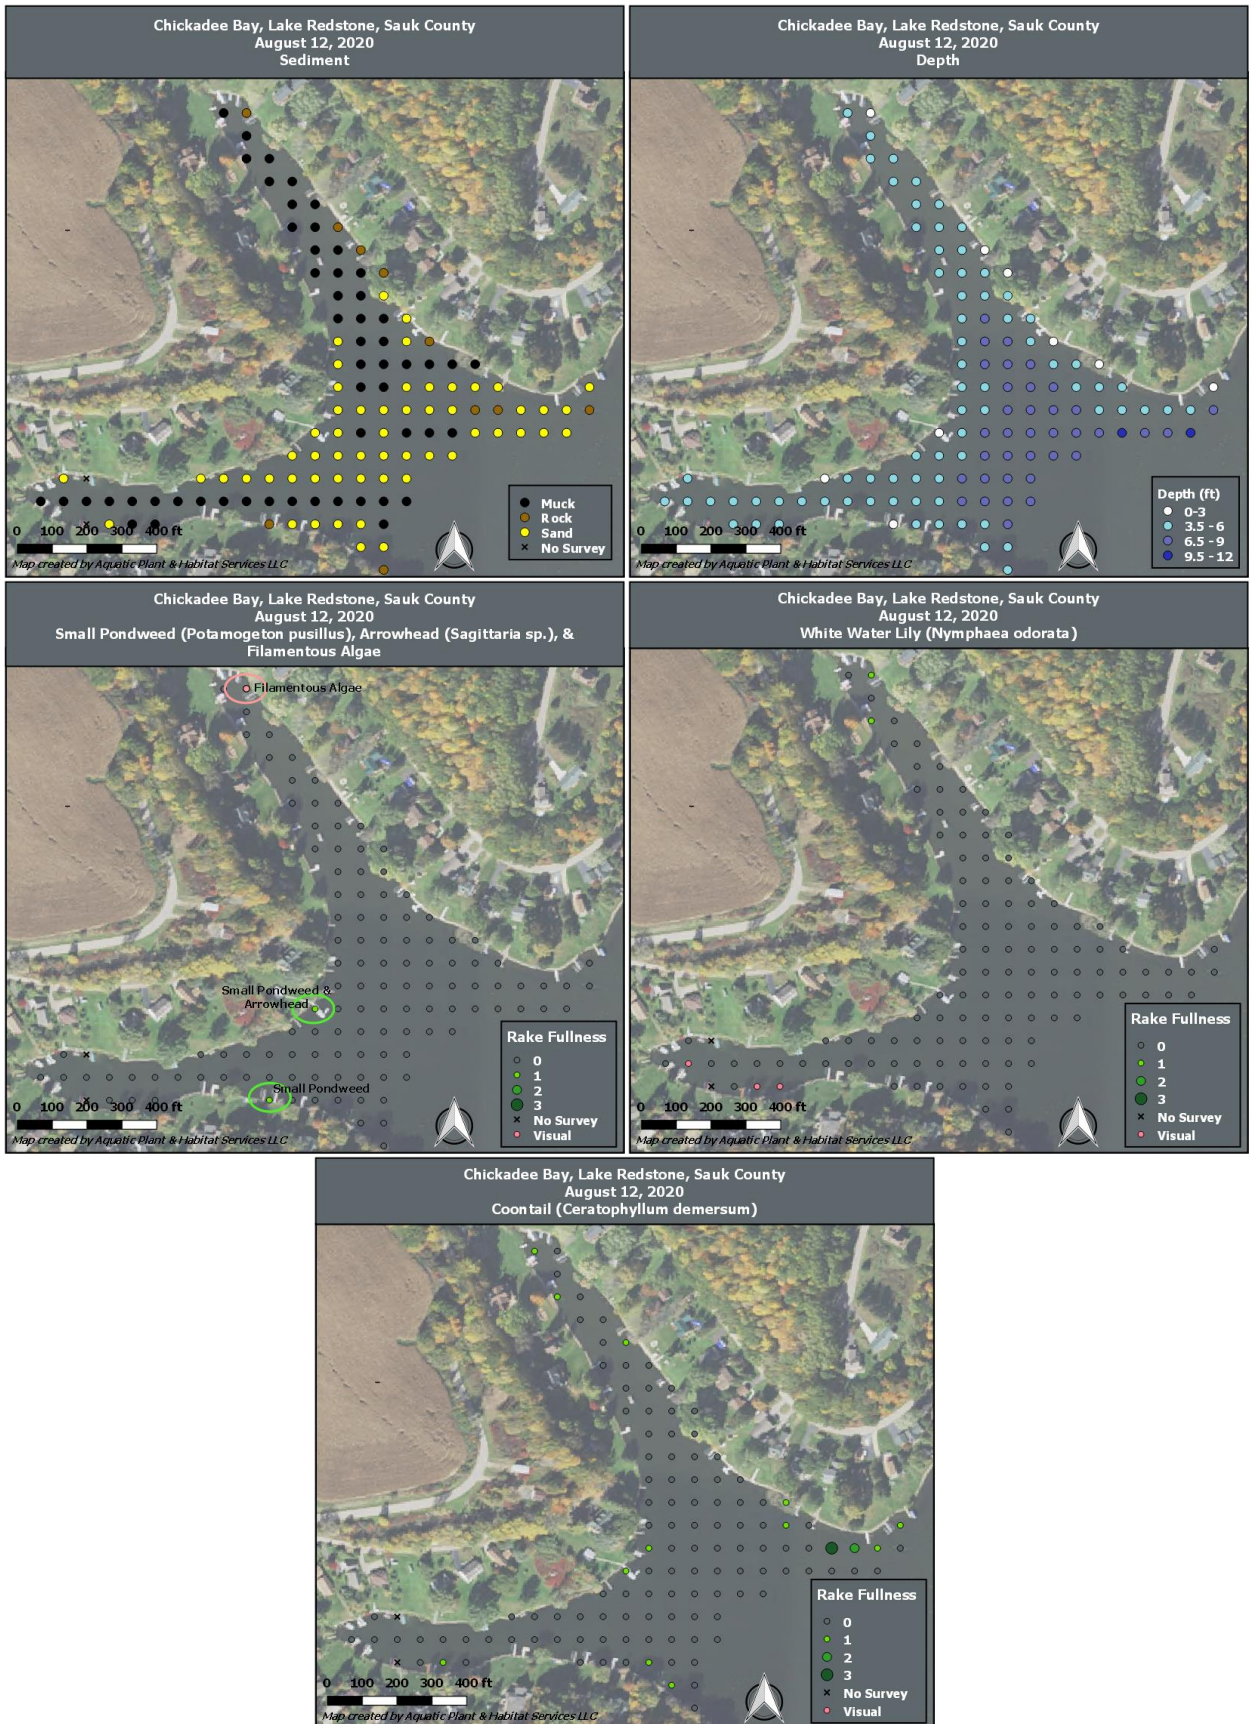 Chickadee Bay, Lake Redstone, Sauk County
August 12, 2020
Sediment
Muck
Rock
Sand
No Survey
0 100 200 300 400 ft
Map created by Aquatic Plant & Habitat Services LLC
Chickadee Bay, Lake Redstone, Sauk County
August 12, 2020
Depth
Depth (ft)
0-3
3.5 - 6
6.5 - 9
9.5 - 12
0 100 200 300 400 ft
Map created by Aquatic Plant & Habitat Services LLC
Chickadee Bay, Lake Redstone, Sauk County
August 12, 2020
Small Pondweed (Potamogeton pusillus), Arrowhead (Sagittaria sp.), &
Filamentous Algae
Filamentous Algae
Small Pondweed &
Arrowhead
Small Pondweed
Rake Fullness
0
1
2
3
No Survey
Visual
0 100 200 300 400 ft
Map created by Aquatic Plant & Habitat Services LLC
Chickadee Bay, Lake Redstone, Sauk County
August 12, 2020
White Water Lily (Nymphaea odorata)
Rake Fullness
0
1
2
3
No Survey
Visual
0 100 200 300 400 ft
Map created by Aquatic Plant & Habitat Services LLC
Chickadee Bay, Lake Redstone, Sauk County
August 12, 2020
Coontail (Ceratophyllum demersum)
Rake Fullness
0
1
2
3
No Survey
Visual
0 100 200 300 400 ft
Map created by Aquatic Plant & Habitat Services LLC